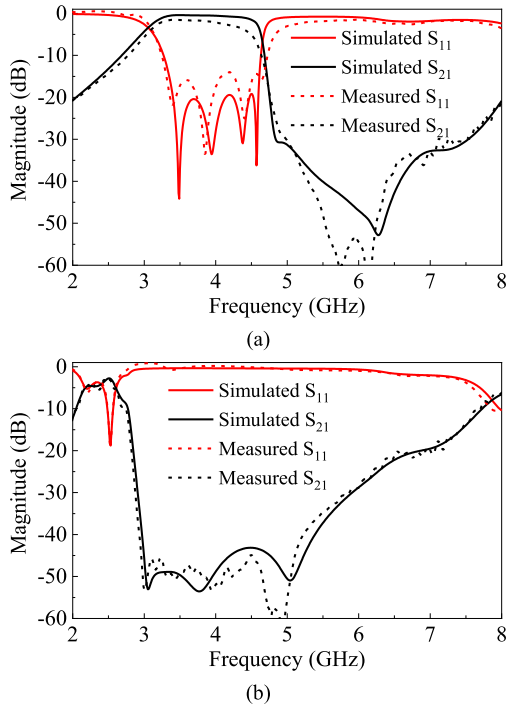 0
-10
-20
-30
-40
-50
-60
Magnitude (dB)
Simulated S11
Simulated S21
Measured S11
Measured S21
2 3 4 5 6 7 8
Frequency (GHz)
(a)
0
-10
-20
-30
-40
-50
-60
Magnitude (dB)
Simulated S11
Simulated S21
Measured S11
Measured S21
2 3 4 5 6 7 8
Frequency (GHz)
(b)